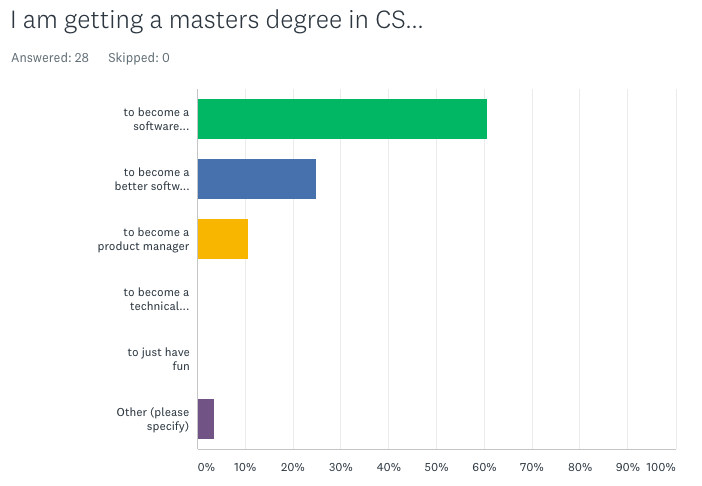 I am getting a masters degree in CS...
Answered: 28 Skipped: 0
to become a
software...
to become a
better softw...
to become a
product manager
to become a
technical...
to just have
fun
Other (please
specify)
0% 10% 20% 30% 40% 50% 60% 70% 80% 90% 100%